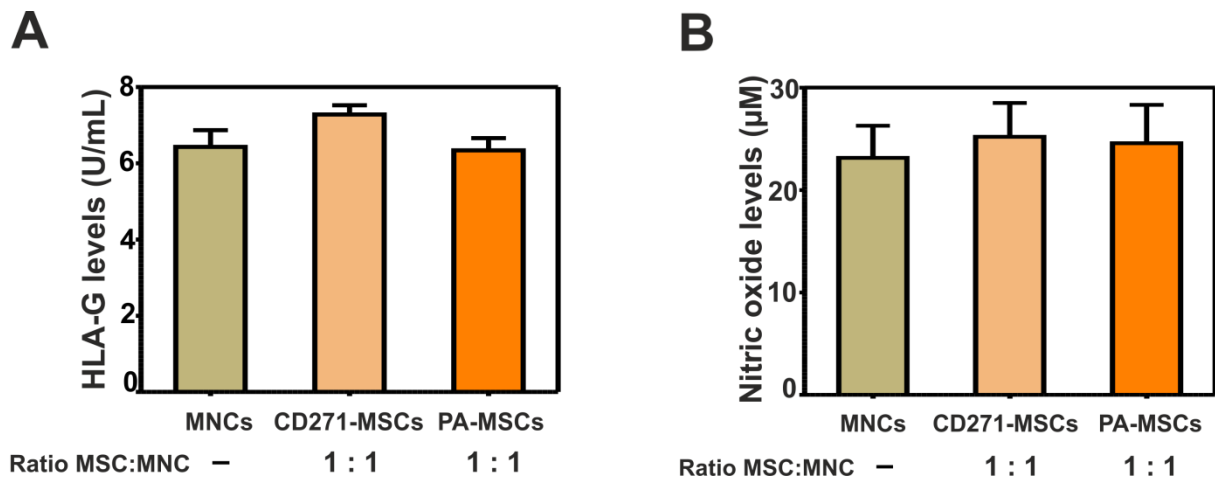 A
HLA-G levels (U/mL)
8
6
4
2
0
MNCs CD271-MSCs PA-MSCs
Ratio MSC:MNC – 1 : 1 1 : 1
B
Nitric oxide levels (µM)
30
20
10
0
MNCs CD271-MSCs PA-MSCs
Ratio MSC:MNC – 1 : 1 1 : 1